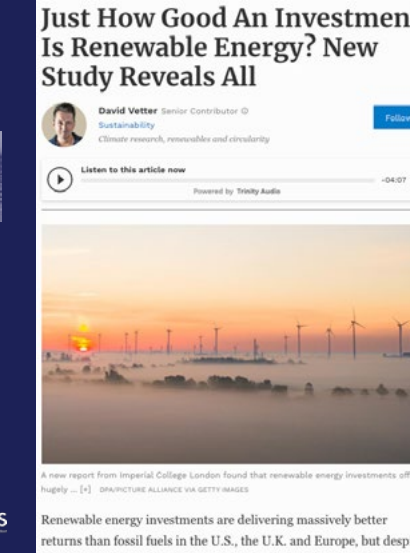 Just How Good An Investmen
Is Renewable Energy? New
Study Reveals All
David Vetter Senior Contributor
Sustainability
Climate research, renewables and circularity
Follow
Listen to this article now
-04:07
Powered by Trinity Audio
A new report from Imperial College London found that renewable energy investments off
hugely ... [+] DPA/PICTURE ALLIANCE VIA GETTY IMAGES
S
Renewable energy investments are delivering massively better
returns than fossil fuels in the U.S., the U.K. and Europe, but desp